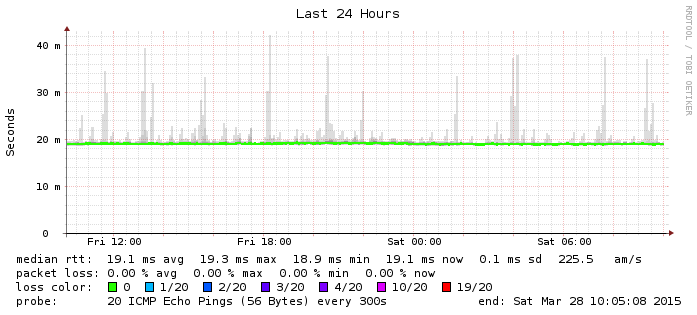 Last 24 Hours
RRDTOOL / TOBI OETIKER
Seconds
40 m
30 m
20 m
10 m
0
Fri 12:00 Fri 18:00 Sat 00:00 Sat 06:00
median rtt: 19.1 ms avg 19.3 ms max 18.9 ms min 19.1 ms now 0.1 ms sd 225.5 am/s
packet loss: 0.00 % avg 0.00 % max 0.00 % min 0.00 % now
loss color: 0 1/20 2/20 3/20 4/20 10/20 19/20
probe: 20 ICMP Echo Pings (56 Bytes) every 300s end: Sat Mar 28 10:05:08 2015